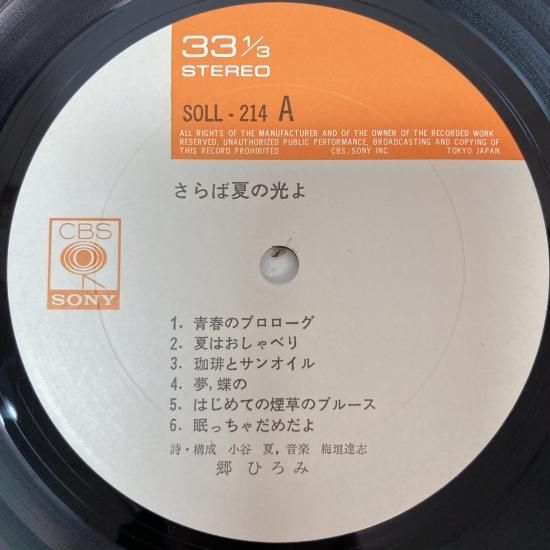 33 1/3
STEREO
SOLL - 214 A
ALL RIGHTS OF THE MANUFACTURER AND OF THE OWNER OF THE RECORDED WORK
RESERVED. UNAUTHORIZED PUBLIC PERFORMANCE, BROADCASTING AND COPYING OF
THIS RECORD PROHIBITED. CBS/SONY INC. TOKYO JAPAN.
さらば夏の光よ
CBS
SONY
1. 青春のプロローグ
2. 夏はおしゃべり
3. 珈琲とサンオイル
4. 夢,蝶の
5. はじめての煙草のブルース
6. 眠っちゃだめだよ
詩・構成 小谷 夏,音楽 梅垣達志
郷 ひろみ